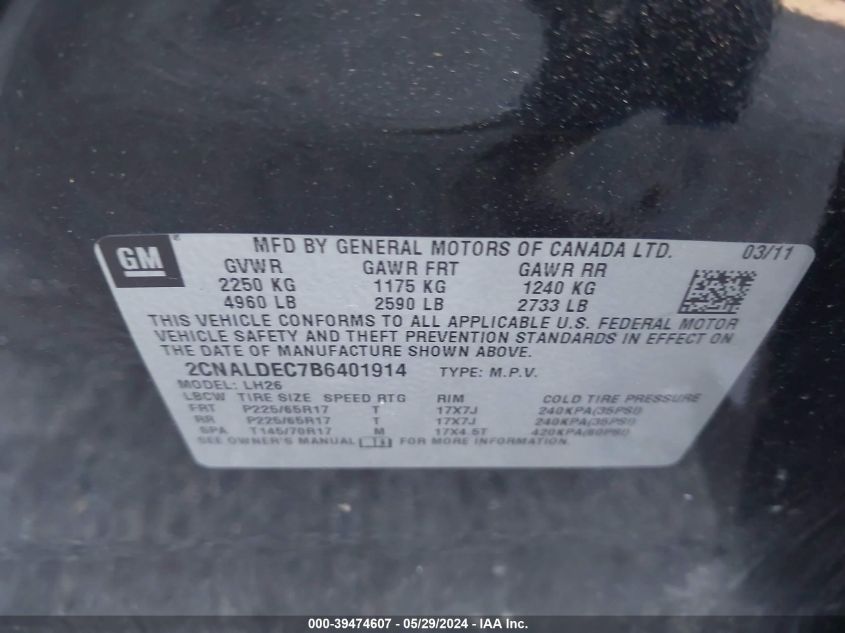 GM
MFD BY GENERAL MOTORS OF CANADA LTD. 03/11
GVWR GAWR FRT GAWR RR
2250 KG 1175 KG 1240 KG
4960 LB 2590 LB 2733 LB
THIS VEHICLE CONFORMS TO ALL APPLICABLE U.S. FEDERAL MOTOR
VEHICLE SAFETY AND THEFT PREVENTION STANDARDS IN EFFECT ON
THE DATE OF MANUFACTURE SHOWN ABOVE.
2CNALDEC7B6401914 TYPE: M.P.V.
MODEL: LH26
LBCW TIRE SIZE SPEED RTG RIM COLD TIRE PRESSURE
FRT P225/65R17 T 17X7J 240KPA(35PSI)
RR P225/65R17 T 17X7J 240KPA(35PSI)
SPA T145/70R17 M 17X4.5T 420KPA(60PSI)
SEE OWNER'S MANUAL FOR MORE INFORMATION.
000-39474607 - 05/29/2024 - IAA Inc.